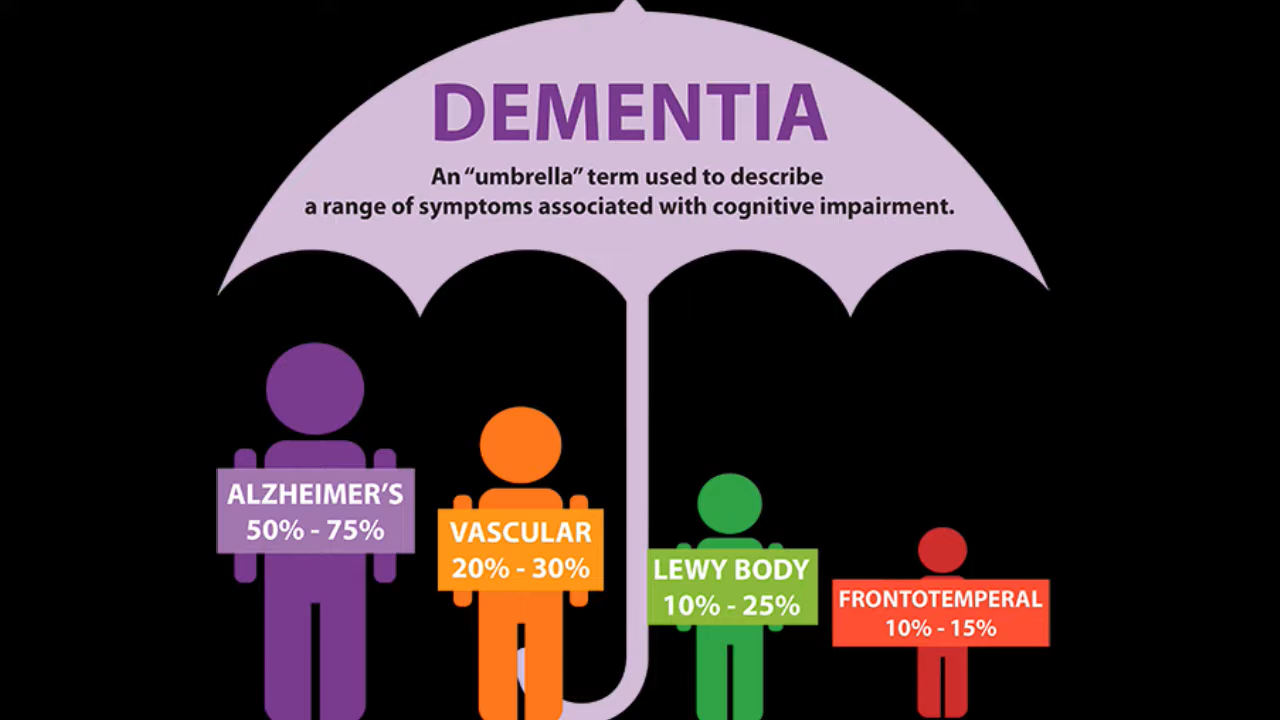 DEMENTIA
An “umbrella” term used to describe
a range of symptoms associated with cognitive impairment.
ALZHEIMER’S
50% - 75%
VASCULAR
20% - 30%
LEWY BODY
10% - 25%
FRONTOTEMPERAL
10% - 15%